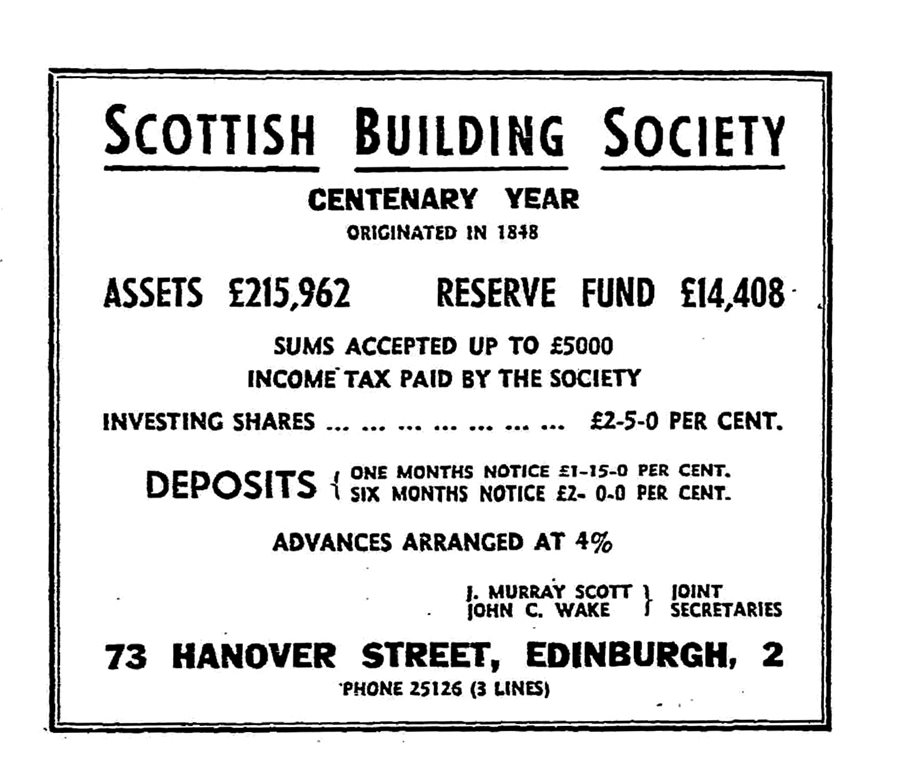 SCOTTISH BUILDING SOCIETY
CENTENARY YEAR
ORIGINATED IN 1848
ASSETS £215,962 RESERVE FUND £14,408
SUMS ACCEPTED UP TO £5000
INCOME TAX PAID BY THE SOCIETY
INVESTING SHARES ... ... ... ... ... ... ... £2-5-0 PER CENT.
DEPOSITS { ONE MONTHS NOTICE £1-15-0 PER CENT.
SIX MONTHS NOTICE £2- 0-0 PER CENT.
ADVANCES ARRANGED AT 4%
J. MURRAY SCOTT } JOINT
JOHN C. WAKE } SECRETARIES
73 HANOVER STREET, EDINBURGH, 2
'PHONE 25126 (3 LINES)